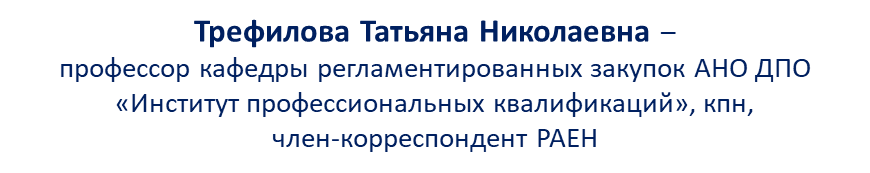 Трефилова Татьяна Николаевна –
профессор кафедры регламентированных закупок АНО ДПО
«Институт профессиональных квалификаций», кпн,
член-корреспондент РАЕН